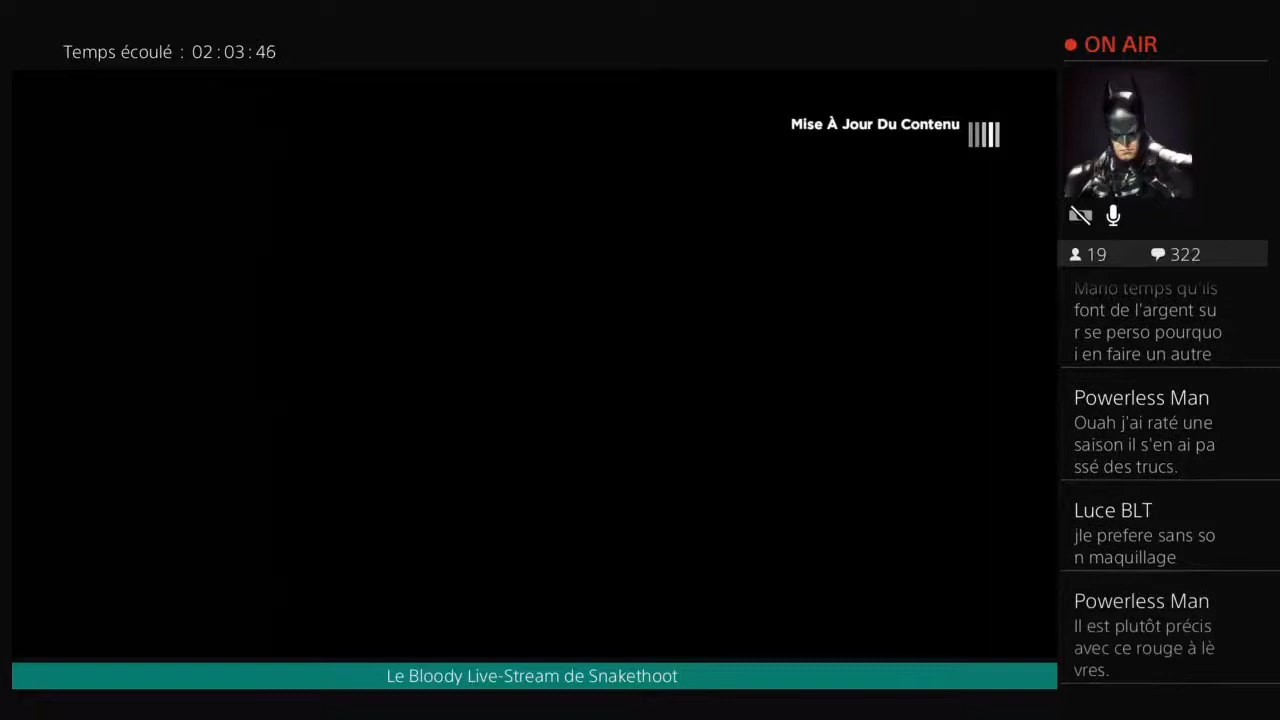 Temps écoulé : 02:03:46
ON AIR
Mise À Jour Du Contenu
19 322
Mario temps qu'ils
font de l'argent su
r se perso pourquo
i en faire un autre
Powerless Man
Ouah j'ai raté une
saison il s'en ai pa
ssé des trucs.
Luce BLT
jle prefere sans so
n maquillage
Powerless Man
Il est plutôt précis
avec ce rouge à lè
vres.
Le Bloody Live-Stream de Snakethoot